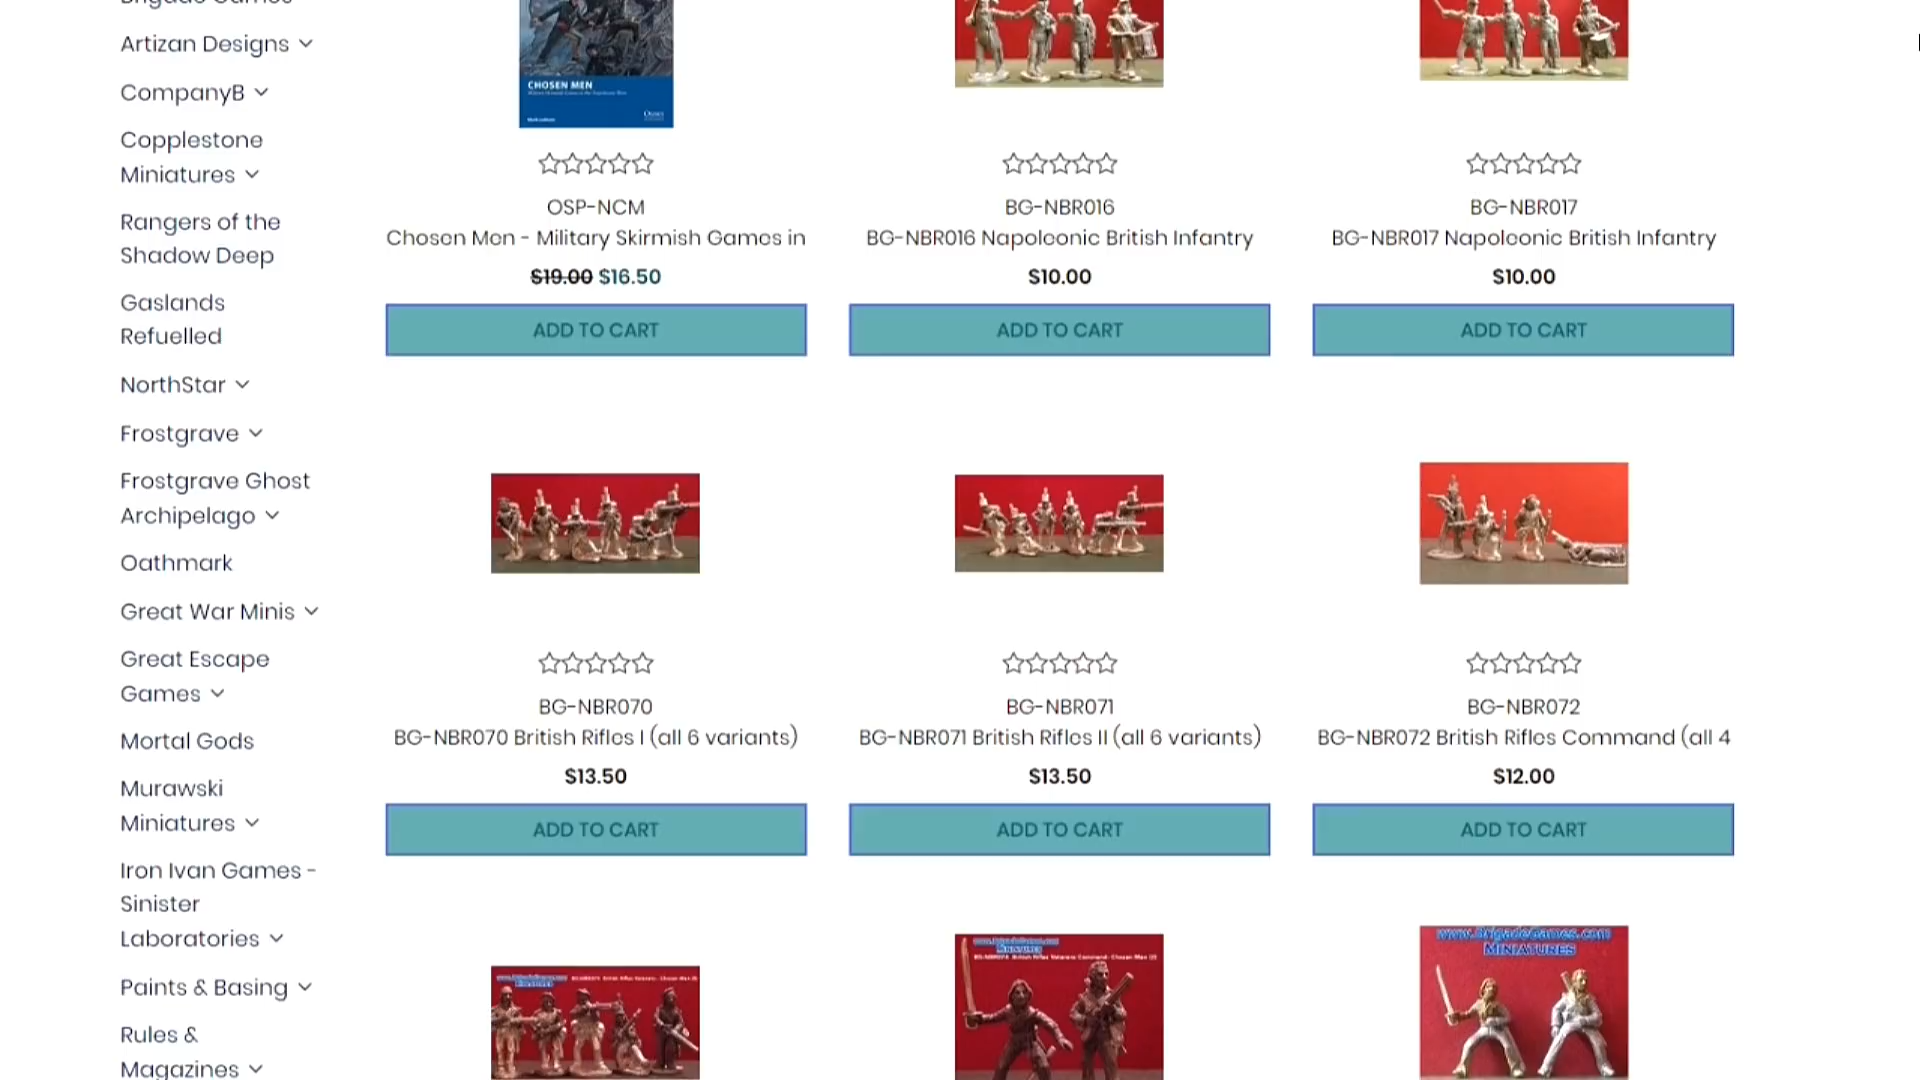 Brigade Games
Artizan Designs
CompanyB
Copplestone
Miniatures
Rangers of the
Shadow Deep
Gaslands
Refuelled
NorthStar
Frostgrave
Frostgrave Ghost
Archipelago
Oathmark
Great War Minis
Great Escape
Games
Mortal Gods
Murawski
Miniatures
Iron Ivan Games -
Sinister
Laboratories
Paints & Basing
Rules &
Magazines
CHOSEN MEN
OSP-NCM
Chosen Men - Military Skirmish Games in
$19.00 $16.50
ADD TO CART
BG-NBR016
BG-NBR016 Napoleonic British Infantry
$10.00
ADD TO CART
BG-NBR017
BG-NBR017 Napoleonic British Infantry
$10.00
ADD TO CART
BG-NBR070
BG-NBR070 British Rifles I (all 6 variants)
$13.50
ADD TO CART
BG-NBR071
BG-NBR071 British Rifles II (all 6 variants)
$13.50
ADD TO CART
BG-NBR072
BG-NBR072 British Rifles Command (all 4
$12.00
ADD TO CART
www.BrigadeGames.com
MINIATURES